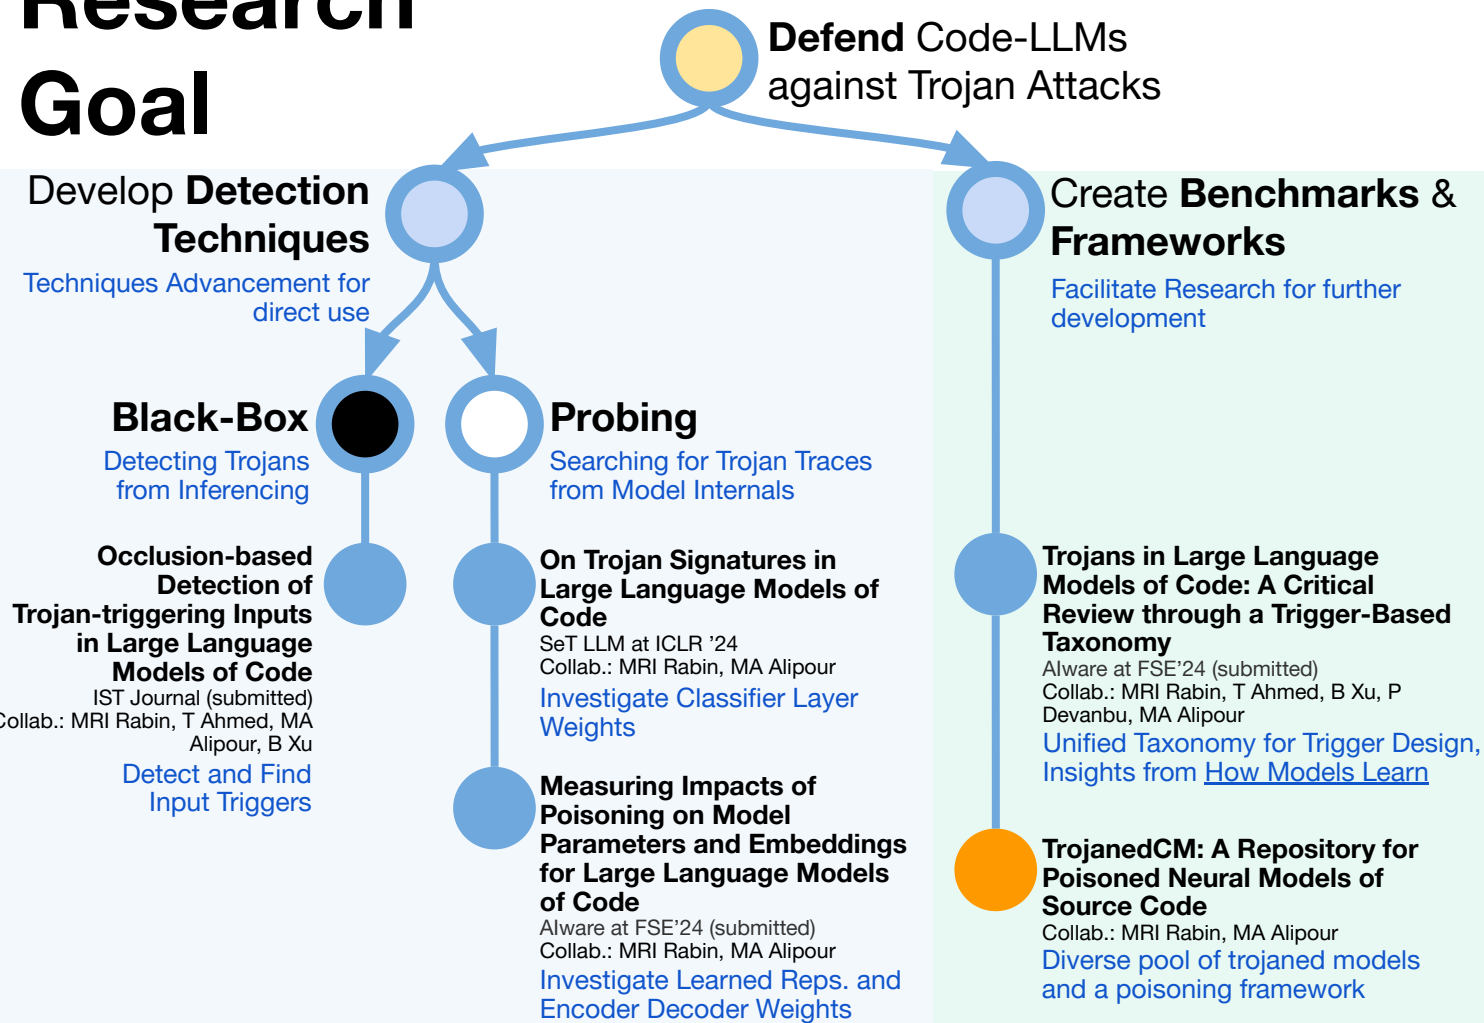 Research
Goal
Defend Code-LLMs
against Trojan Attacks
Develop Detection
Techniques
Techniques Advancement for
direct use
Create Benchmarks &
Frameworks
Facilitate Research for further
development
Black-Box
Detecting Trojans
from Inferencing
Probing
Searching for Trojan Traces
from Model Internals
Occlusion-based
Detection of
Trojan-triggering Inputs
in Large Language
Models of Code
IST Journal (submitted)
Collab.: MRI Rabin, T Ahmed, MA
Alipour, B Xu
Detect and Find
Input Triggers
On Trojan Signatures in
Large Language Models of
Code
SeT LLM at ICLR ’24
Collab.: MRI Rabin, MA Alipour
Investigate Classifier Layer
Weights
Measuring Impacts of
Poisoning on Model
Parameters and Embeddings
for Large Language Models
of Code
AIware at FSE’24 (submitted)
Collab.: MRI Rabin, MA Alipour
Investigate Learned Reps. and
Encoder Decoder Weights
Trojans in Large Language
Models of Code: A Critical
Review through a Trigger-Based
Taxonomy
AIware at FSE’24 (submitted)
Collab.: MRI Rabin, T Ahmed, B Xu, P
Devanbu, MA Alipour
Unified Taxonomy for Trigger Design,
Insights from How Models Learn
TrojanedCM: A Repository for
Poisoned Neural Models of
Source Code
Collab.: MRI Rabin, MA Alipour
Diverse pool of trojaned models
and a poisoning framework